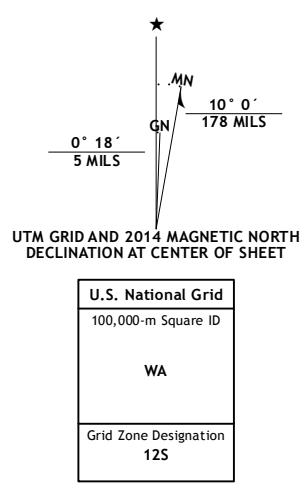 MN
10° 0´
178 MILS
GN
0° 18´
5 MILS
UTM GRID AND 2014 MAGNETIC NORTH
DECLINATION AT CENTER OF SHEET
U.S. National Grid
100,000-m Square ID
WA
Grid Zone Designation
12S